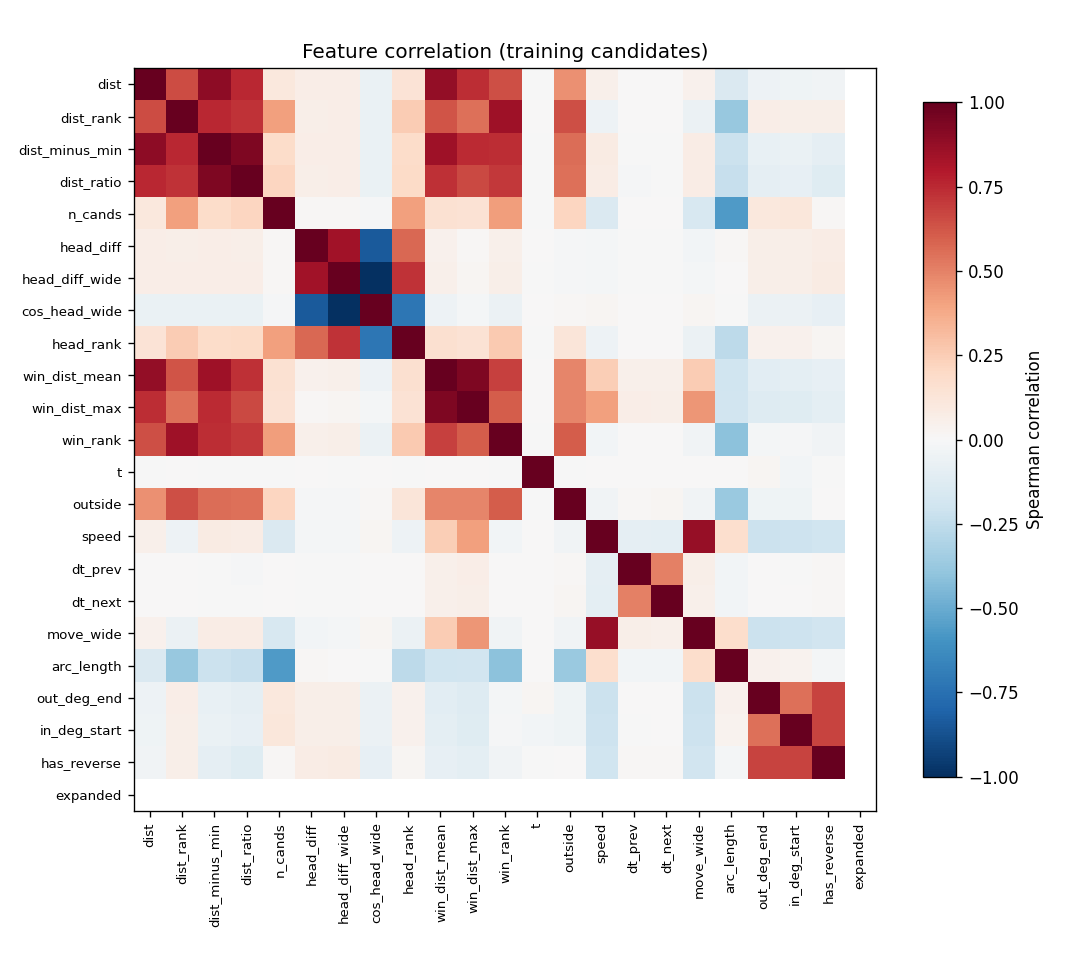 Feature correlation (training candidates)
dist
dist_rank
dist_minus_min
dist_ratio
n_cands
head_diff
head_diff_wide
cos_head_wide
head_rank
win_dist_mean
win_dist_max
win_rank
t
outside
speed
dt_prev
dt_next
move_wide
arc_length
out_deg_end
in_deg_start
has_reverse
expanded
dist
dist_rank
dist_minus_min
dist_ratio
n_cands
head_diff
head_diff_wide
cos_head_wide
head_rank
win_dist_mean
win_dist_max
win_rank
t
outside
speed
dt_prev
dt_next
move_wide
arc_length
out_deg_end
in_deg_start
has_reverse
expanded
1.00
0.75
0.50
0.25
0.00
−0.25
−0.50
−0.75
−1.00
Spearman correlation